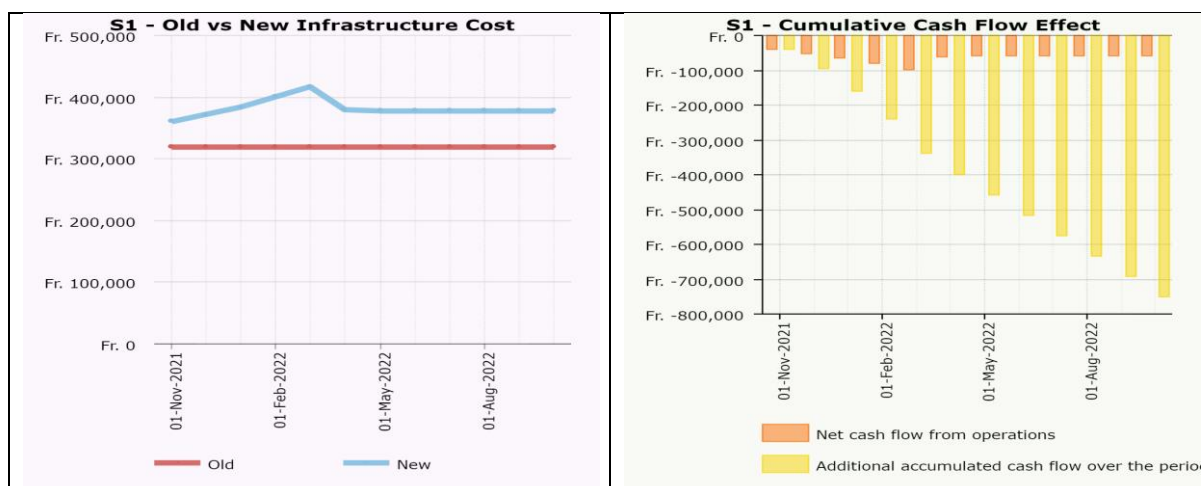 S1 - Old vs New Infrastructure Cost
Fr. 500,000
Fr. 400,000
Fr. 300,000
Fr. 200,000
Fr. 100,000
Fr. 0
01-Nov-2021
01-Feb-2022
01-May-2022
01-Aug-2022
Old
New
S1 - Cumulative Cash Flow Effect
Fr. 0
Fr. -100,000
Fr. -200,000
Fr. -300,000
Fr. -400,000
Fr. -500,000
Fr. -600,000
Fr. -700,000
Fr. -800,000
01-Nov-2021
01-Feb-2022
01-May-2022
01-Aug-2022
Net cash flow from operations
Additional accumulated cash flow over the perio